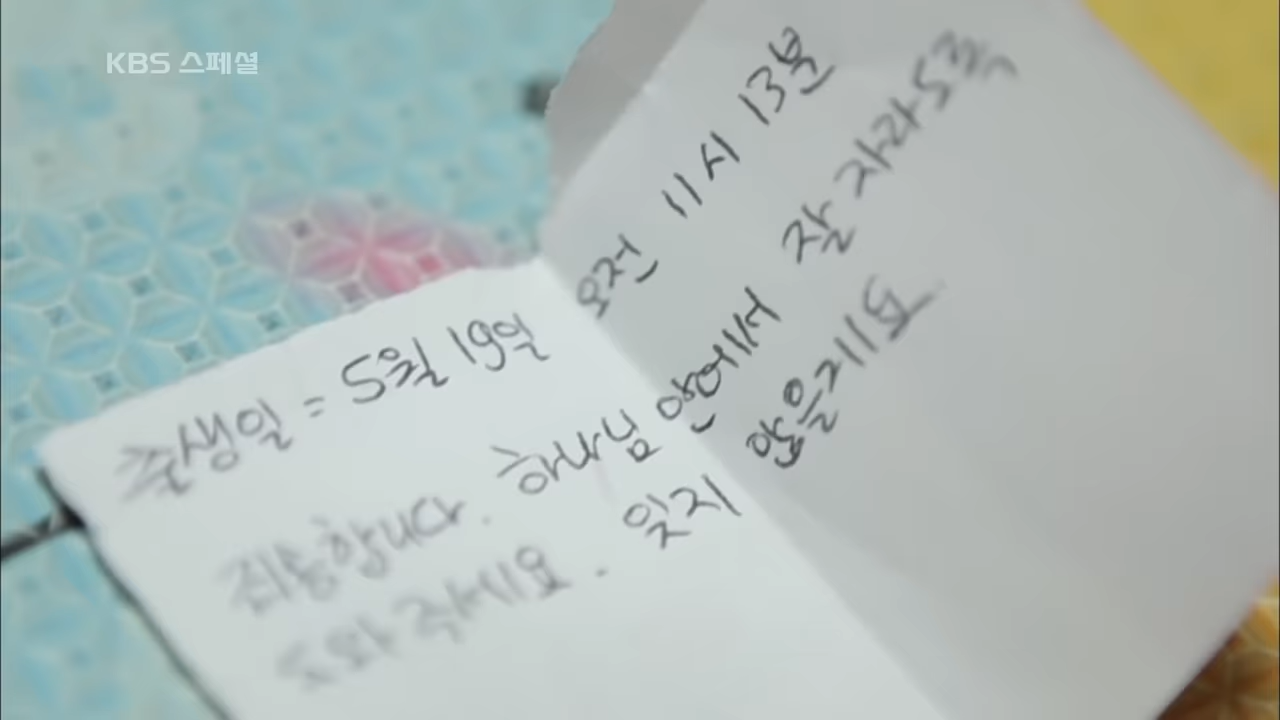 KBS 스페셜
출생일 = 5월 19일 오전 11시 13분
죄송합니다. 하나님 안에서 잘 자라도록
도와 주세요. 잊지 않을게요